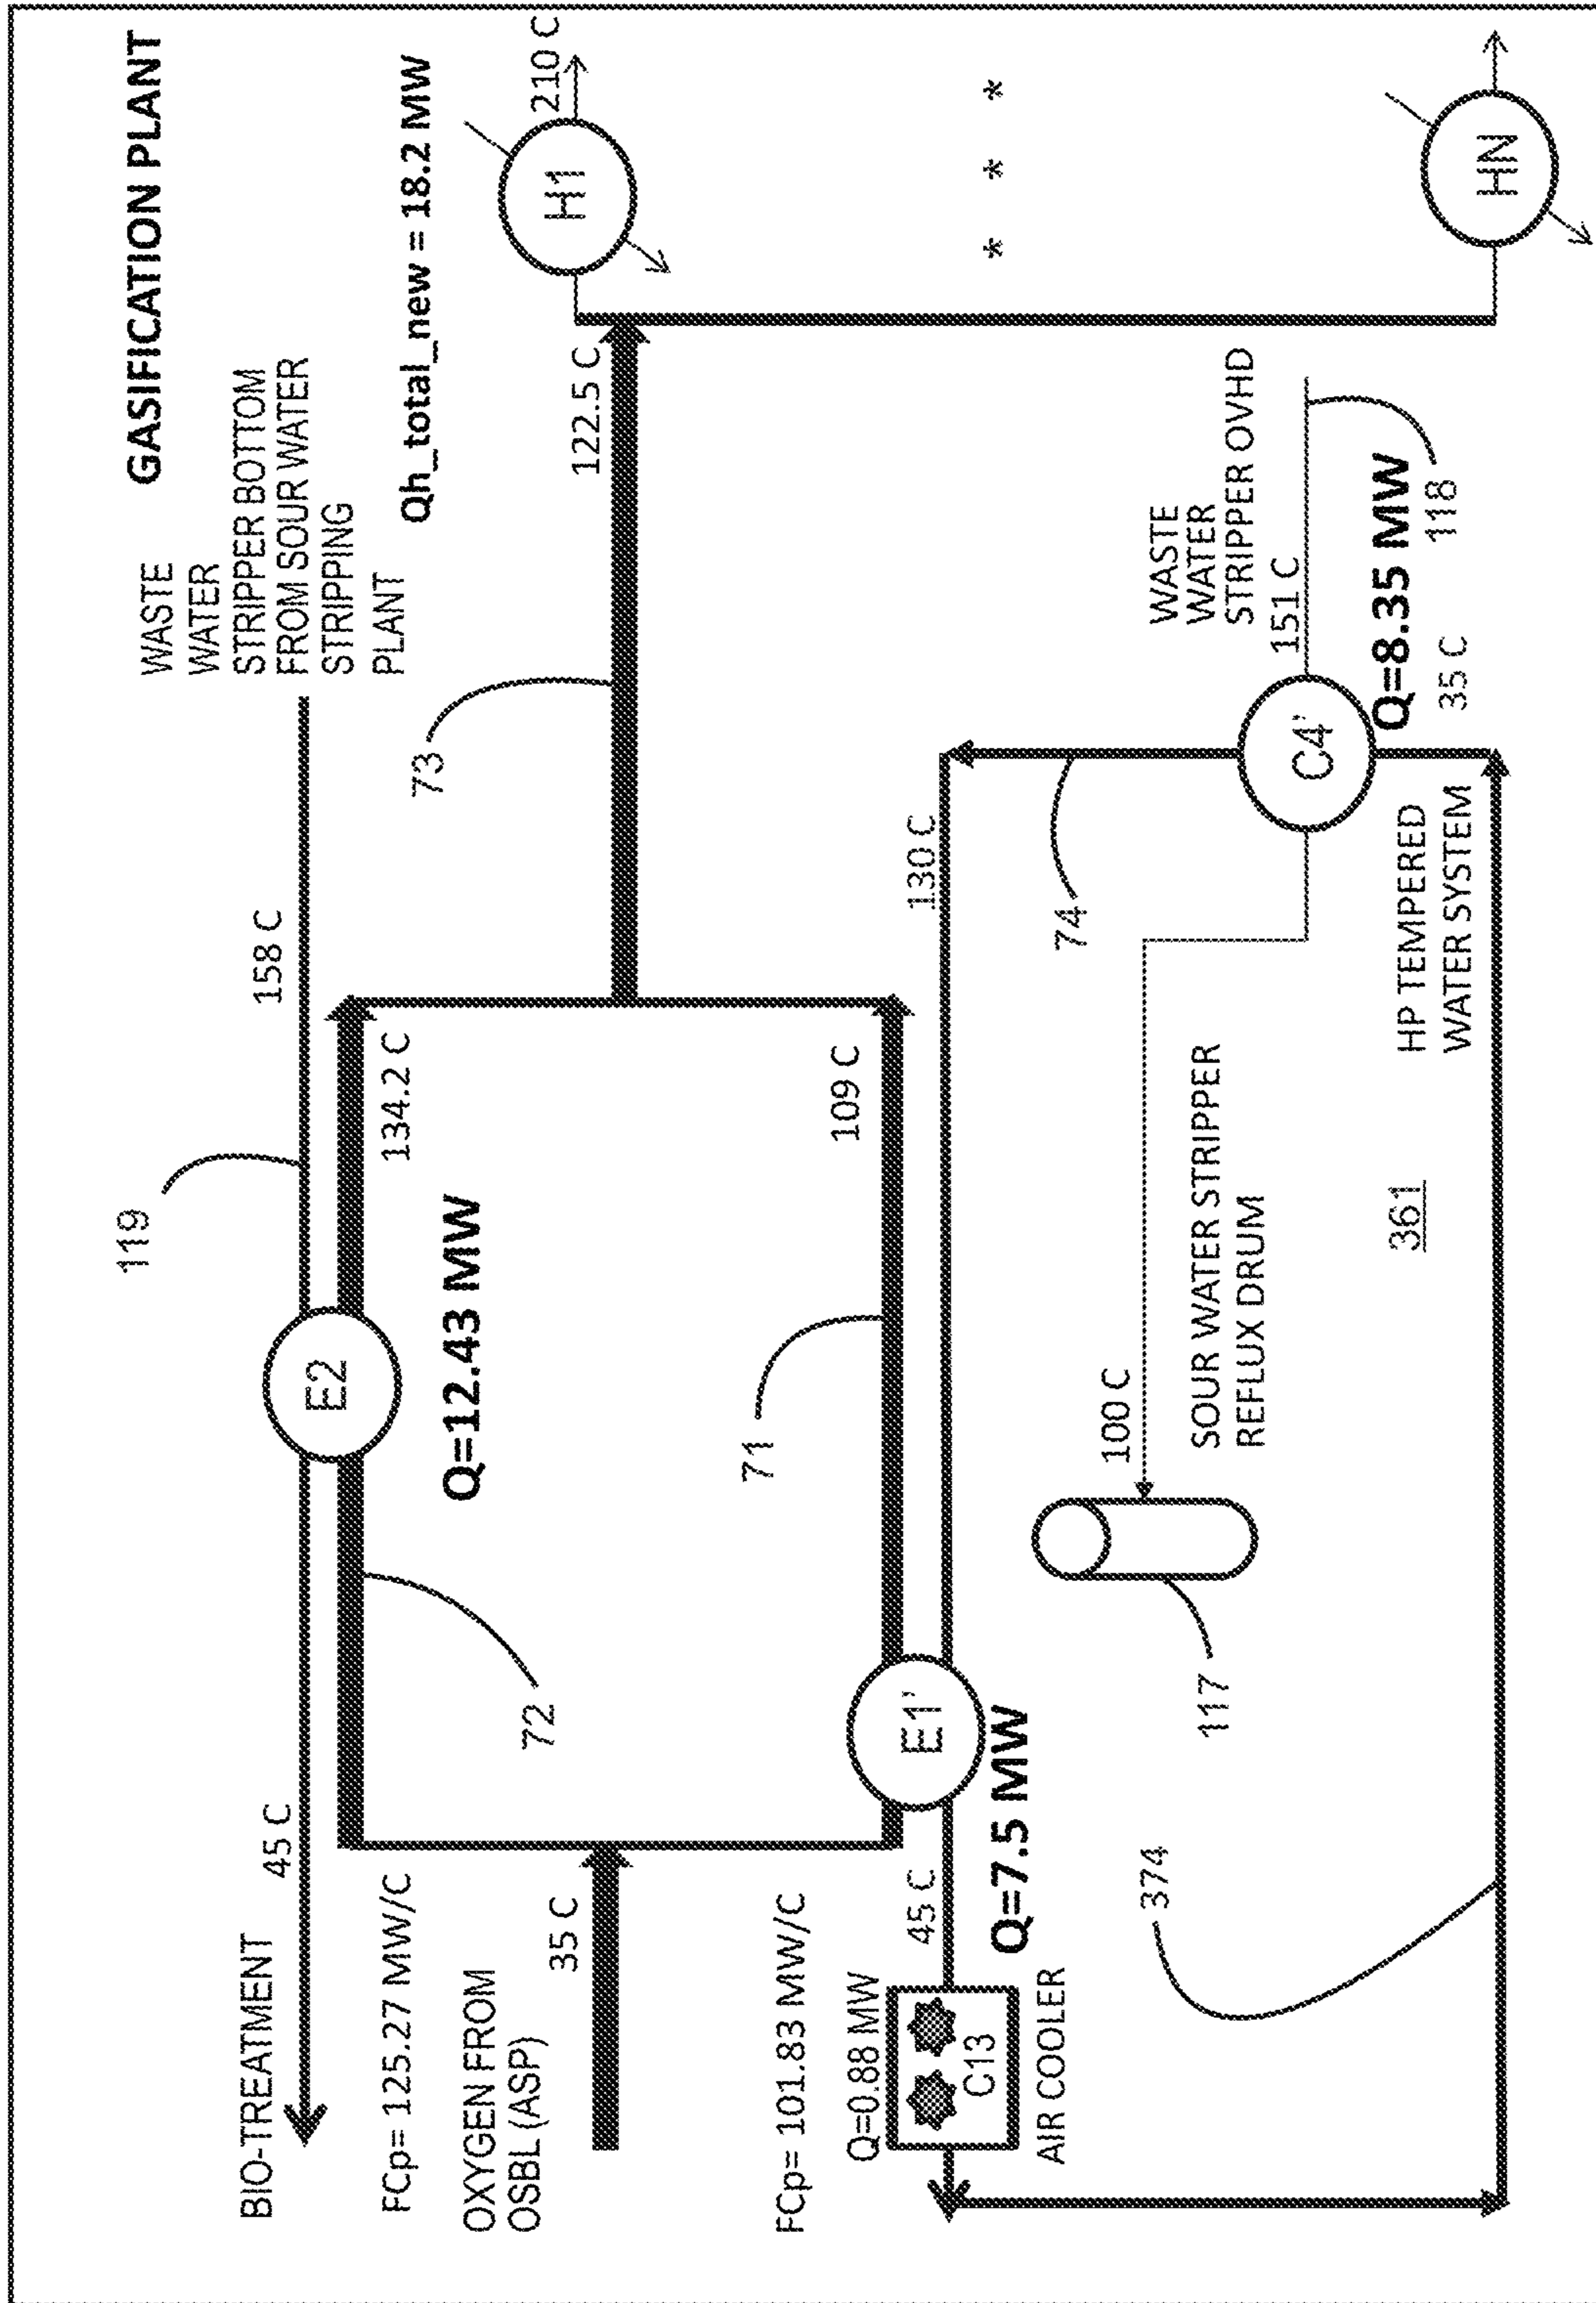 GASIFICATION PLANT
WASTE
WATER
STRIPPER BOTTOM
FROM SOUR WATER
STRIPPING
PLANT
Qh_total_new = 18.2 MW
BIO-TREATMENT
45 C
119
158 C
E2
FCp= 125.27 MW/C
134.2 C
Q=12.43 MW
OXYGEN FROM
OSBL (ASP)
35 C
72
73
122.5 C
210 C
H1
* * *
HN
FCp= 101.83 MW/C
71
109 C
Q=0.88 MW
C13
AIR COOLER
45 C
E1'
Q=7.5 MW
130 C
74
WASTE
WATER
STRIPPER OVHD
151 C
C4'
Q=8.35 MW
118
35 C
100 C
117
SOUR WATER STRIPPER
REFLUX DRUM
374
361
HP TEMPERED
WATER SYSTEM